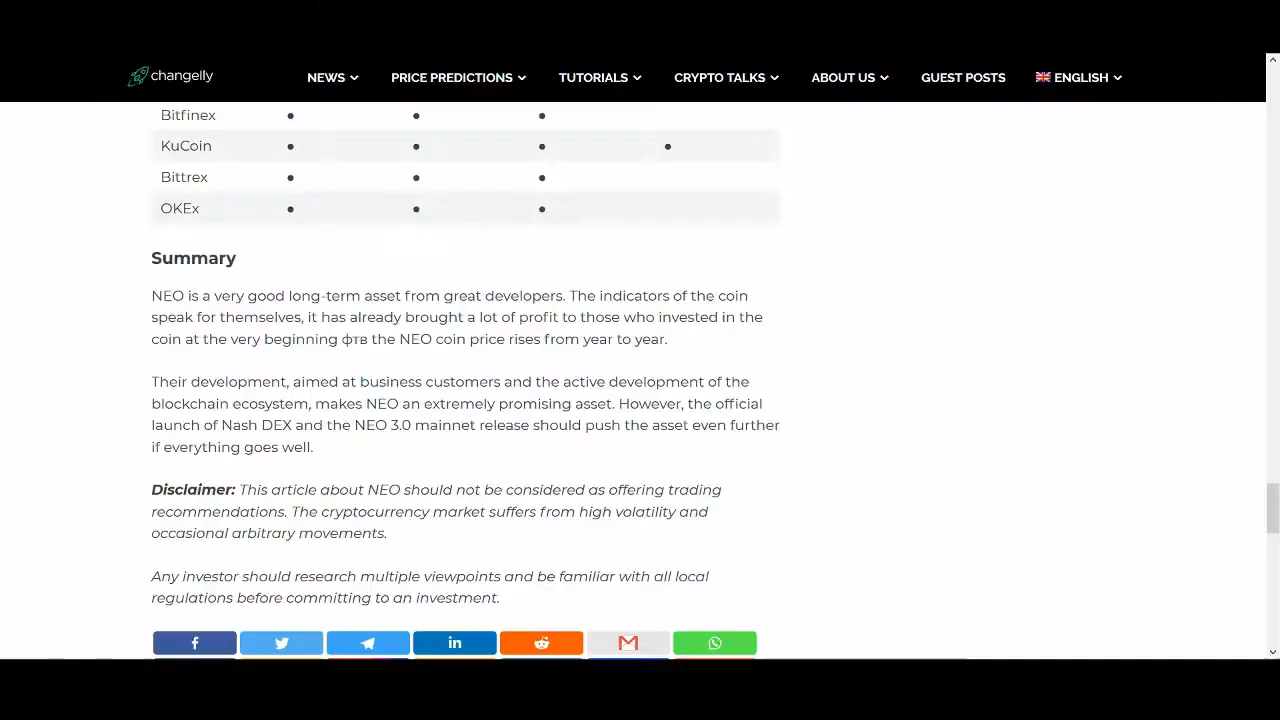 changelly
NEWS
PRICE PREDICTIONS
TUTORIALS
CRYPTO TALKS
ABOUT US
GUEST POSTS
ENGLISH
Bitfinex • • •
KuCoin • • • •
Bittrex • • •
OKEx • • •
Summary
NEO is a very good long-term asset from great developers. The indicators of the coin
speak for themselves, it has already brought a lot of profit to those who invested in the
coin at the very beginning фтв the NEO coin price rises from year to year.
Their development, aimed at business customers and the active development of the
blockchain ecosystem, makes NEO an extremely promising asset. However, the official
launch of Nash DEX and the NEO 3.0 mainnet release should push the asset even further
if everything goes well.
Disclaimer: This article about NEO should not be considered as offering trading
recommendations. The cryptocurrency market suffers from high volatility and
occasional arbitrary movements.
Any investor should research multiple viewpoints and be familiar with all local
regulations before committing to an investment.